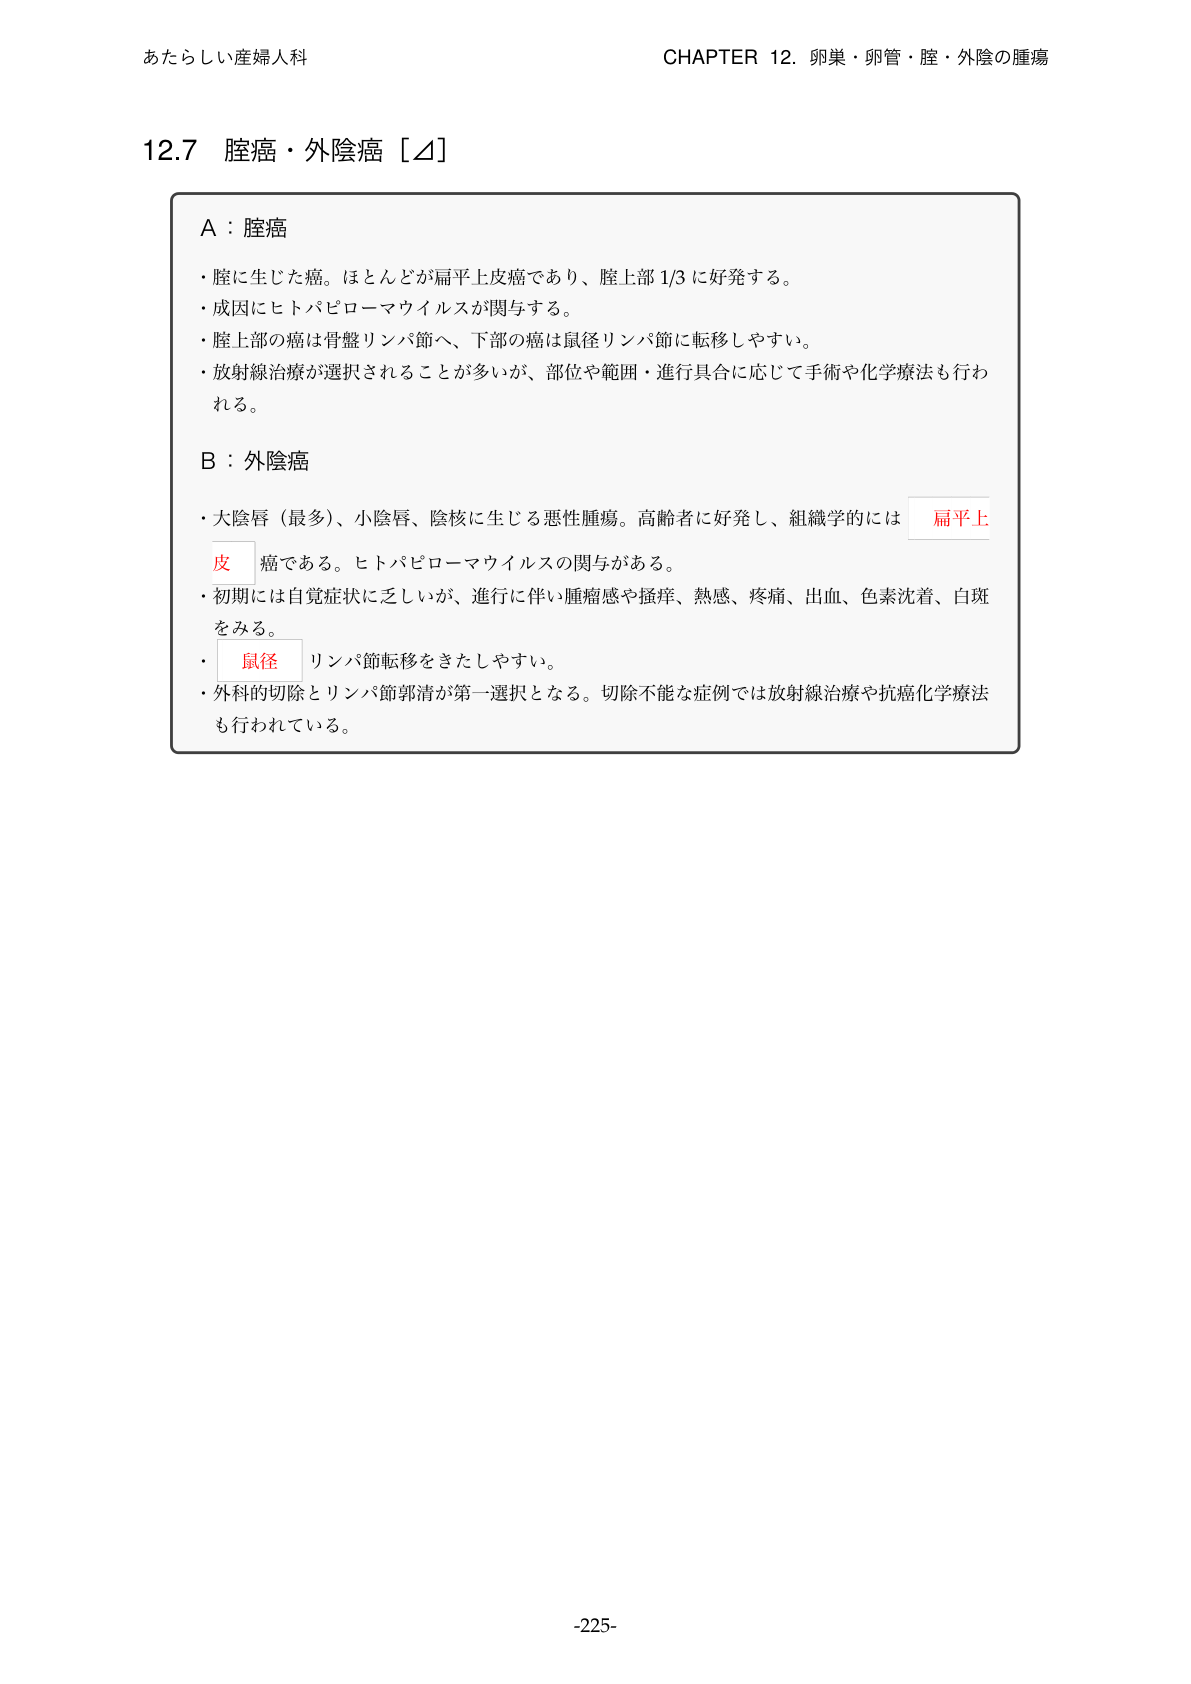 あたらしい産婦人科
CHAPTER 12. 卵巣・卵管・腟・外陰の腫瘍
12.7 腟癌・外陰癌［⊿］
A：腟癌
・腟に生じた癌。ほとんどが扁平上皮癌であり、腟上部 1/3 に好発する。
・成因にヒトパピローマウイルスが関与する。
・腟上部の癌は骨盤リンパ節へ、下部の癌は鼠径リンパ節に転移しやすい。
・放射線治療が選択されることが多いが、部位や範囲・進行具合に応じて手術や化学療法も行わ
れる。
B：外陰癌
・大陰唇（最多）、小陰唇、陰核に生じる悪性腫瘍。高齢者に好発し、組織学的には 扁平上
皮 癌である。ヒトパピローマウイルスの関与がある。
・初期には自覚症状に乏しいが、進行に伴い腫瘤感や掻痒、熱感、疼痛、出血、色素沈着、白斑
をみる。
・ 鼠径 リンパ節転移をきたしやすい。
・外科的切除とリンパ節郭清が第一選択となる。切除不能な症例では放射線治療や抗癌化学療法
も行われている。
-225-